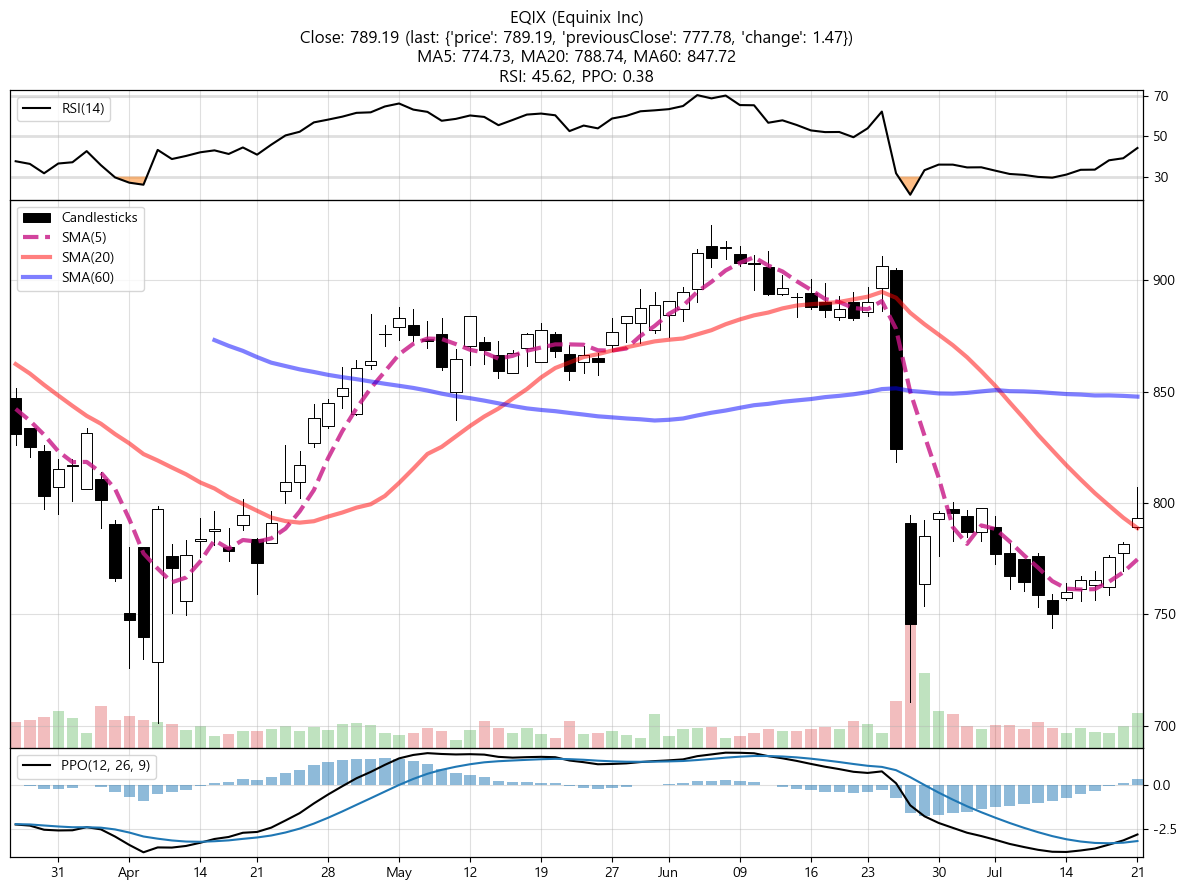 EQIX (Equinix Inc)
Close: 789.19 (last: {'price': 789.19, 'previousClose': 777.78, 'change': 1.47})
MA5: 774.73, MA20: 788.74, MA60: 847.72
RSI: 45.62, PPO: 0.38
RSI(14)
70
50
30
Candlesticks
SMA(5)
SMA(20)
SMA(60)
900
850
800
750
700
PPO(12, 26, 9)
0.0
-2.5
31 Apr 14 21 28 May 12 19 27 Jun 09 16 23 30 Jul 14 21